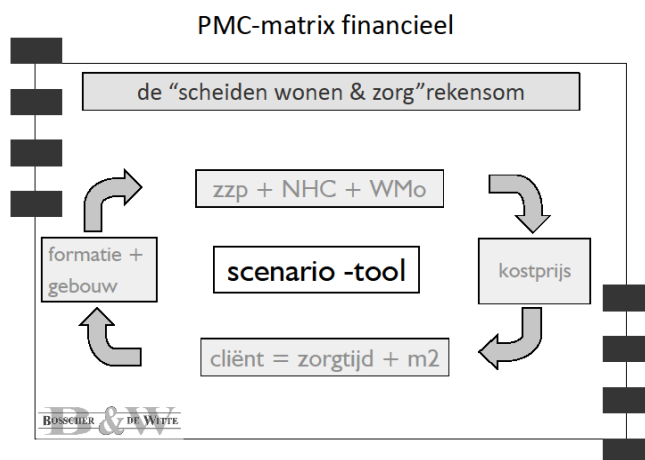 PMC-matrix financieel
de “scheiden wonen & zorg”rekensom
zzp + NHC + WMo
formatie +
gebouw
scenario -tool
kostprijs
cliënt = zorgtijd + m2
B&W
BOSSCHER DE WITTE